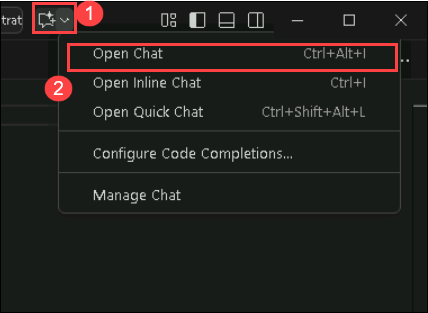 trat
1
Open Chat Ctrl+Alt+I
2
Open Inline Chat Ctrl+I
Open Quick Chat Ctrl+Shift+Alt+L
Configure Code Completions...
Manage Chat